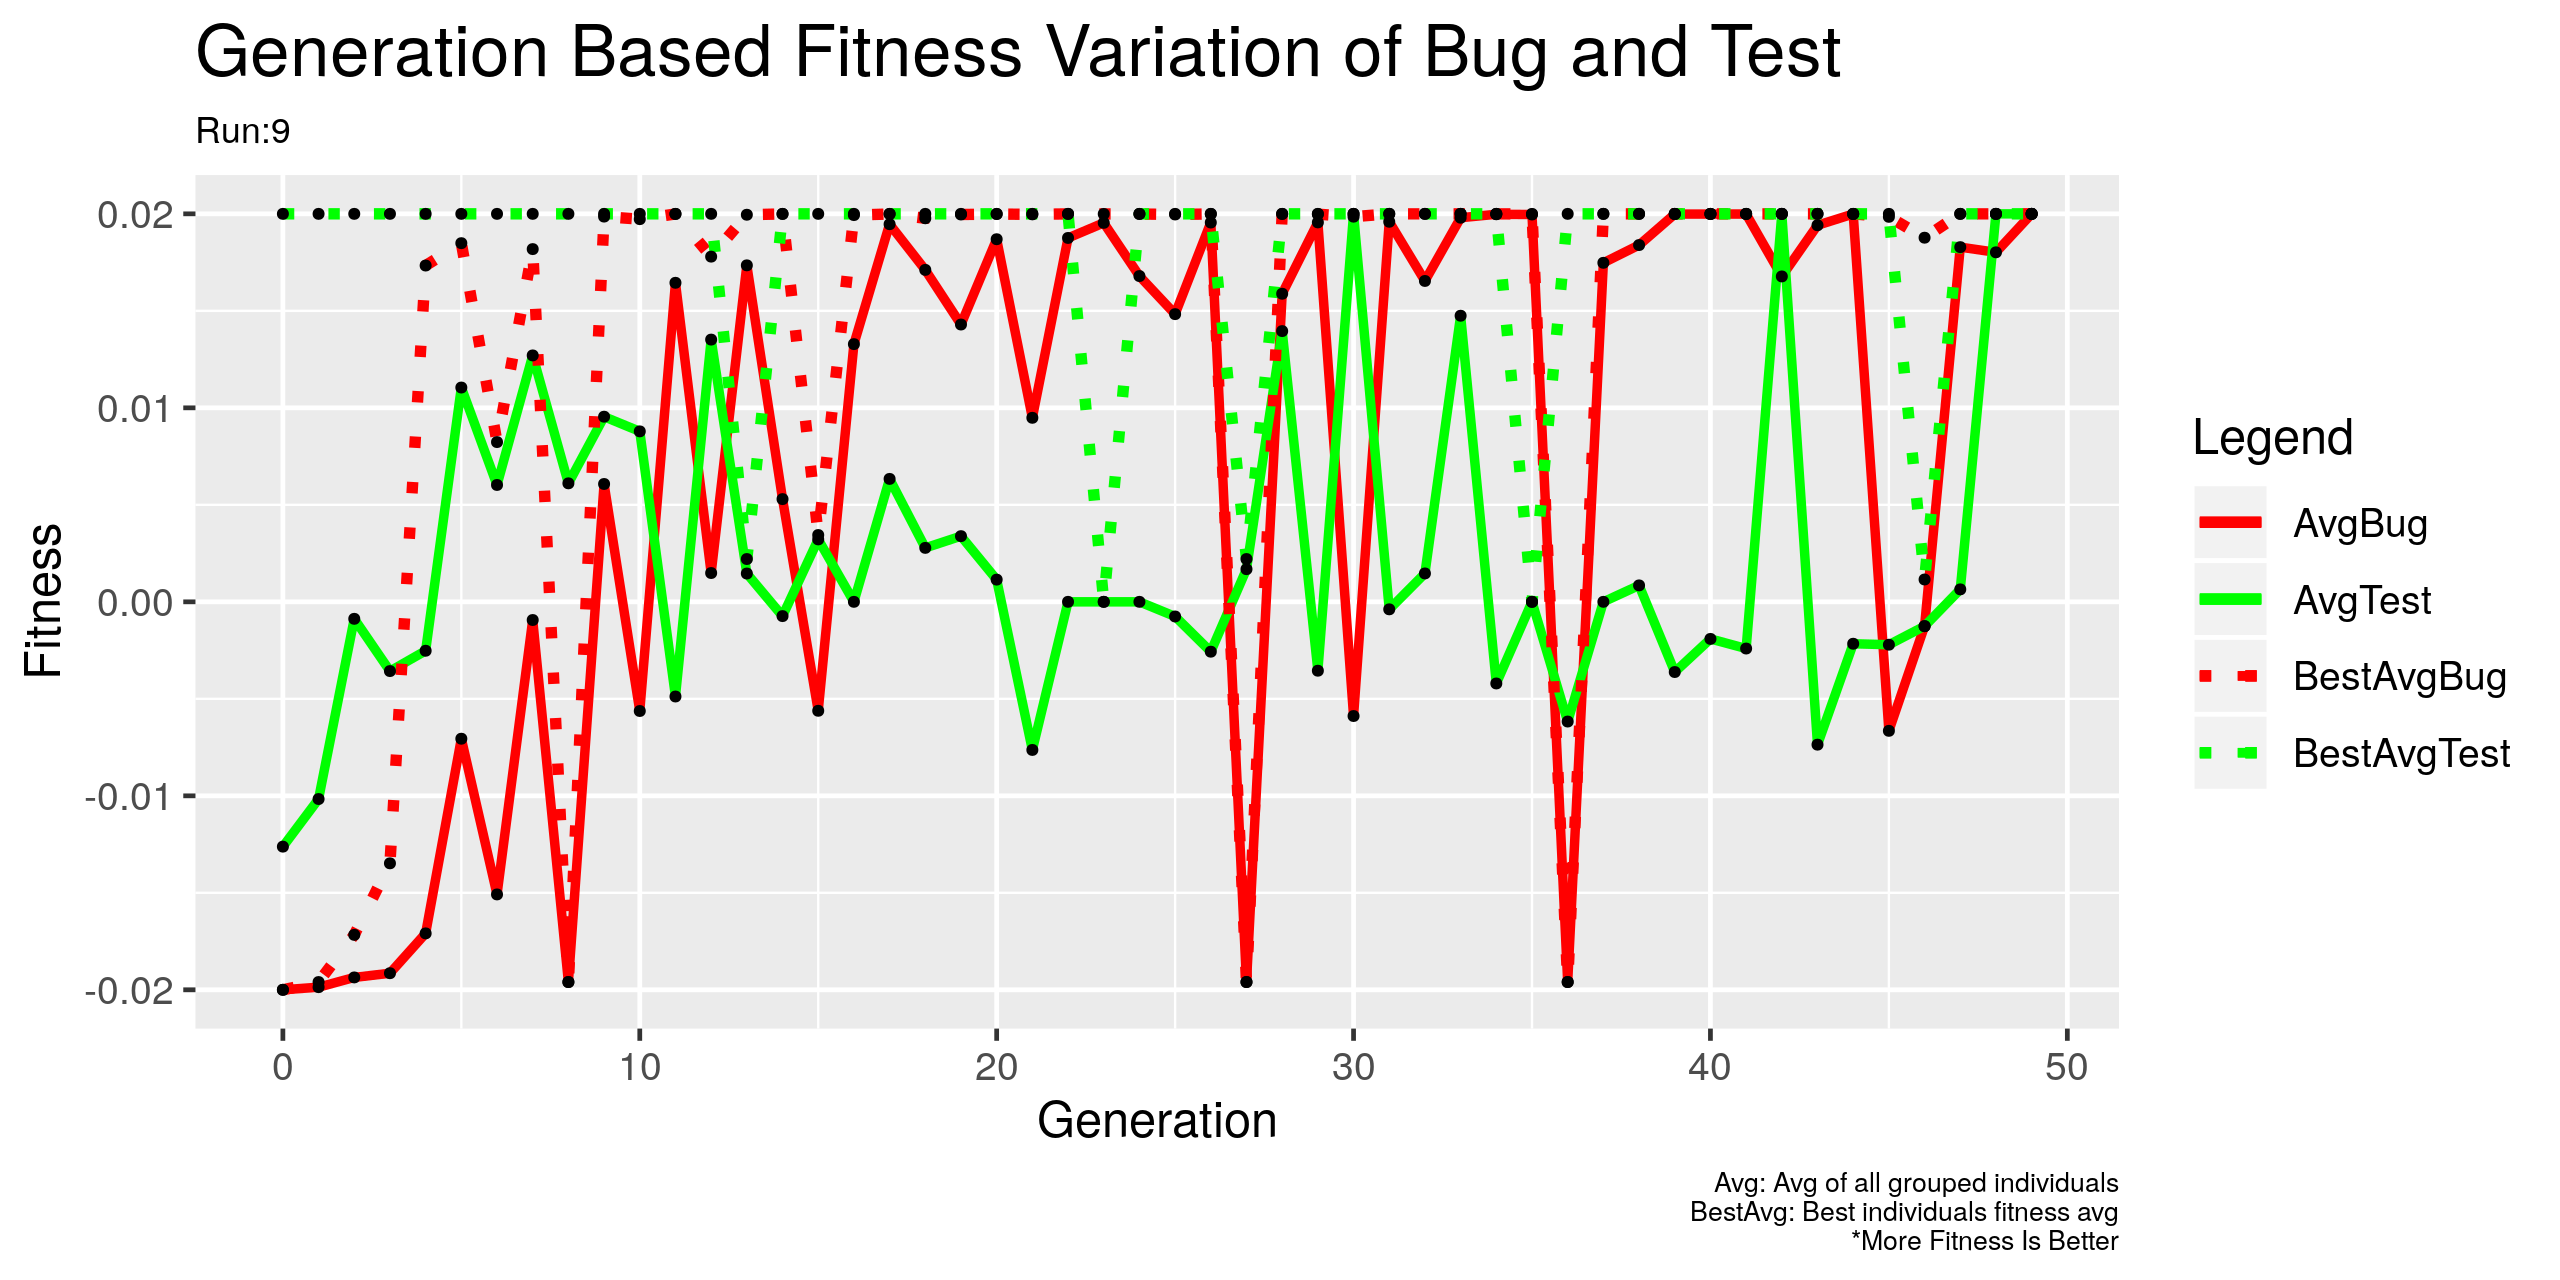 Generation Based Fitness Variation of Bug and Test
Run:9
Fitness
0.02
0.01
0.00
-0.01
-0.02
0 10 20 30 40 50
Generation
Legend
AvgBug
AvgTest
BestAvgBug
BestAvgTest
Avg: Avg of all grouped individuals
BestAvg: Best individuals fitness avg
*More Fitness Is Better